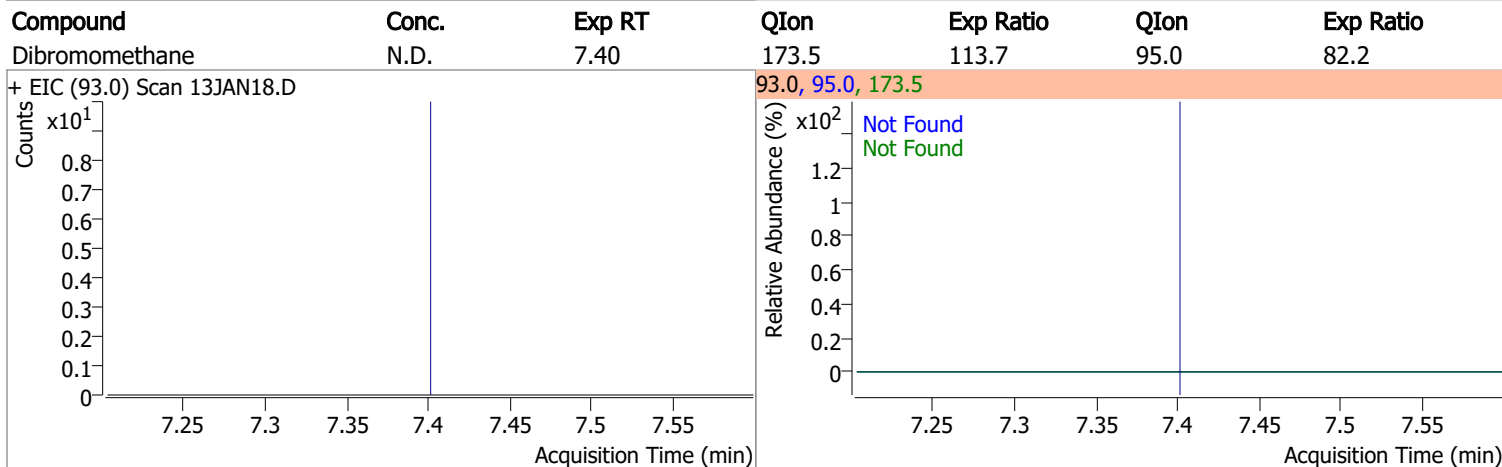 Compound Conc. Exp RT QIon Exp Ratio QIon Exp Ratio
Dibromomethane N.D. 7.40 173.5 113.7 95.0 82.2
+ EIC (93.0) Scan 13JAN18.D
Counts
x10¹
0.8
0.7
0.6
0.5
0.4
0.3
0.2
0.1
0
7.25 7.3 7.35 7.4 7.45 7.5 7.55
Acquisition Time (min)
93.0, 95.0, 173.5
Relative Abundance (%)
x10²
Not Found
Not Found
1.2
1
0.8
0.6
0.4
0.2
0
7.25 7.3 7.35 7.4 7.45 7.5 7.55
Acquisition Time (min)